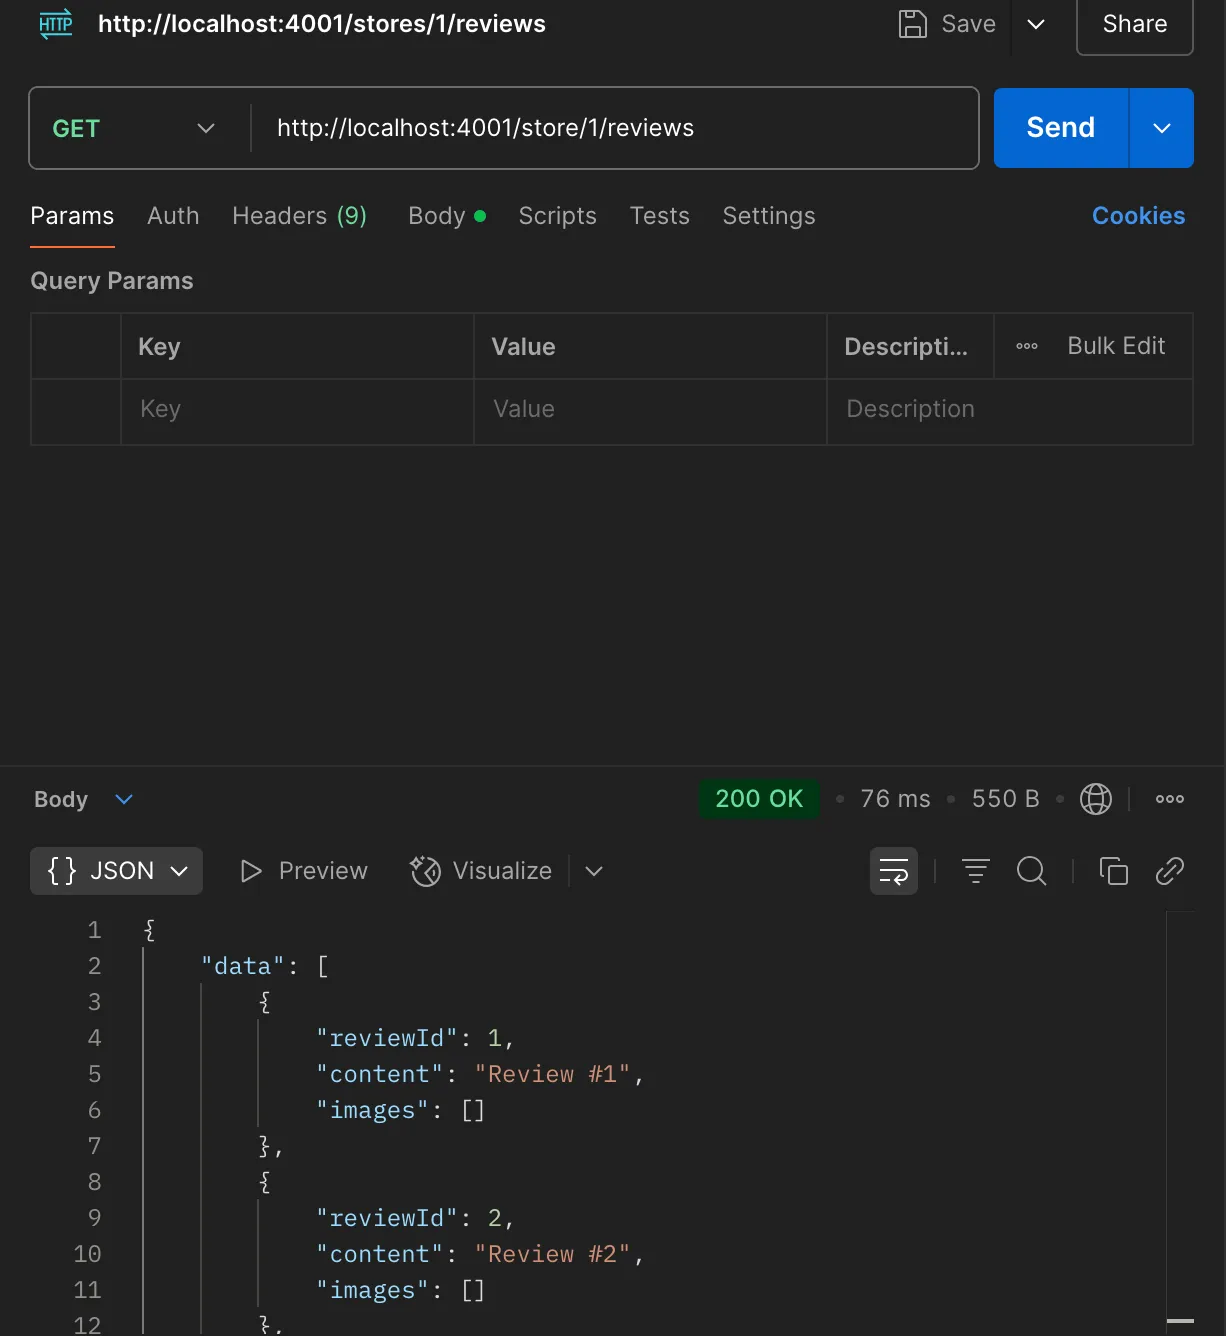 HTTP http://localhost:4001/stores/1/reviews Save Share
GET http://localhost:4001/store/1/reviews Send
Params Auth Headers (9) Body Scripts Tests Settings Cookies
Query Params
Key Value Descripti... Bulk Edit
Key Value Description
Body 200 OK 76 ms 550 B
{} JSON Preview Visualize
1 {
2 "data": [
3 {
4 "reviewId": 1,
5 "content": "Review #1",
6 "images": []
7 },
8 {
9 "reviewId": 2,
10 "content": "Review #2",
11 "images": []
12 },